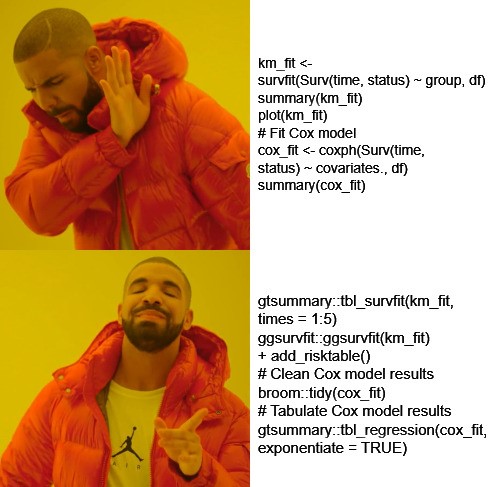 km_fit <-
survfit(Surv(time, status) ~ group, df)
summary(km_fit)
plot(km_fit)
# Fit Cox model
cox_fit <- coxph(Surv(time,
status) ~ covariates., df)
summary(cox_fit)
gtsummary::tbl_survfit(km_fit,
times = 1:5)
ggsurvfit::ggsurvfit(km_fit)
+ add_risktable()
# Clean Cox model results
broom::tidy(cox_fit)
# Tabulate Cox model results
gtsummary::tbl_regression(cox_fit,
exponentiate = TRUE)